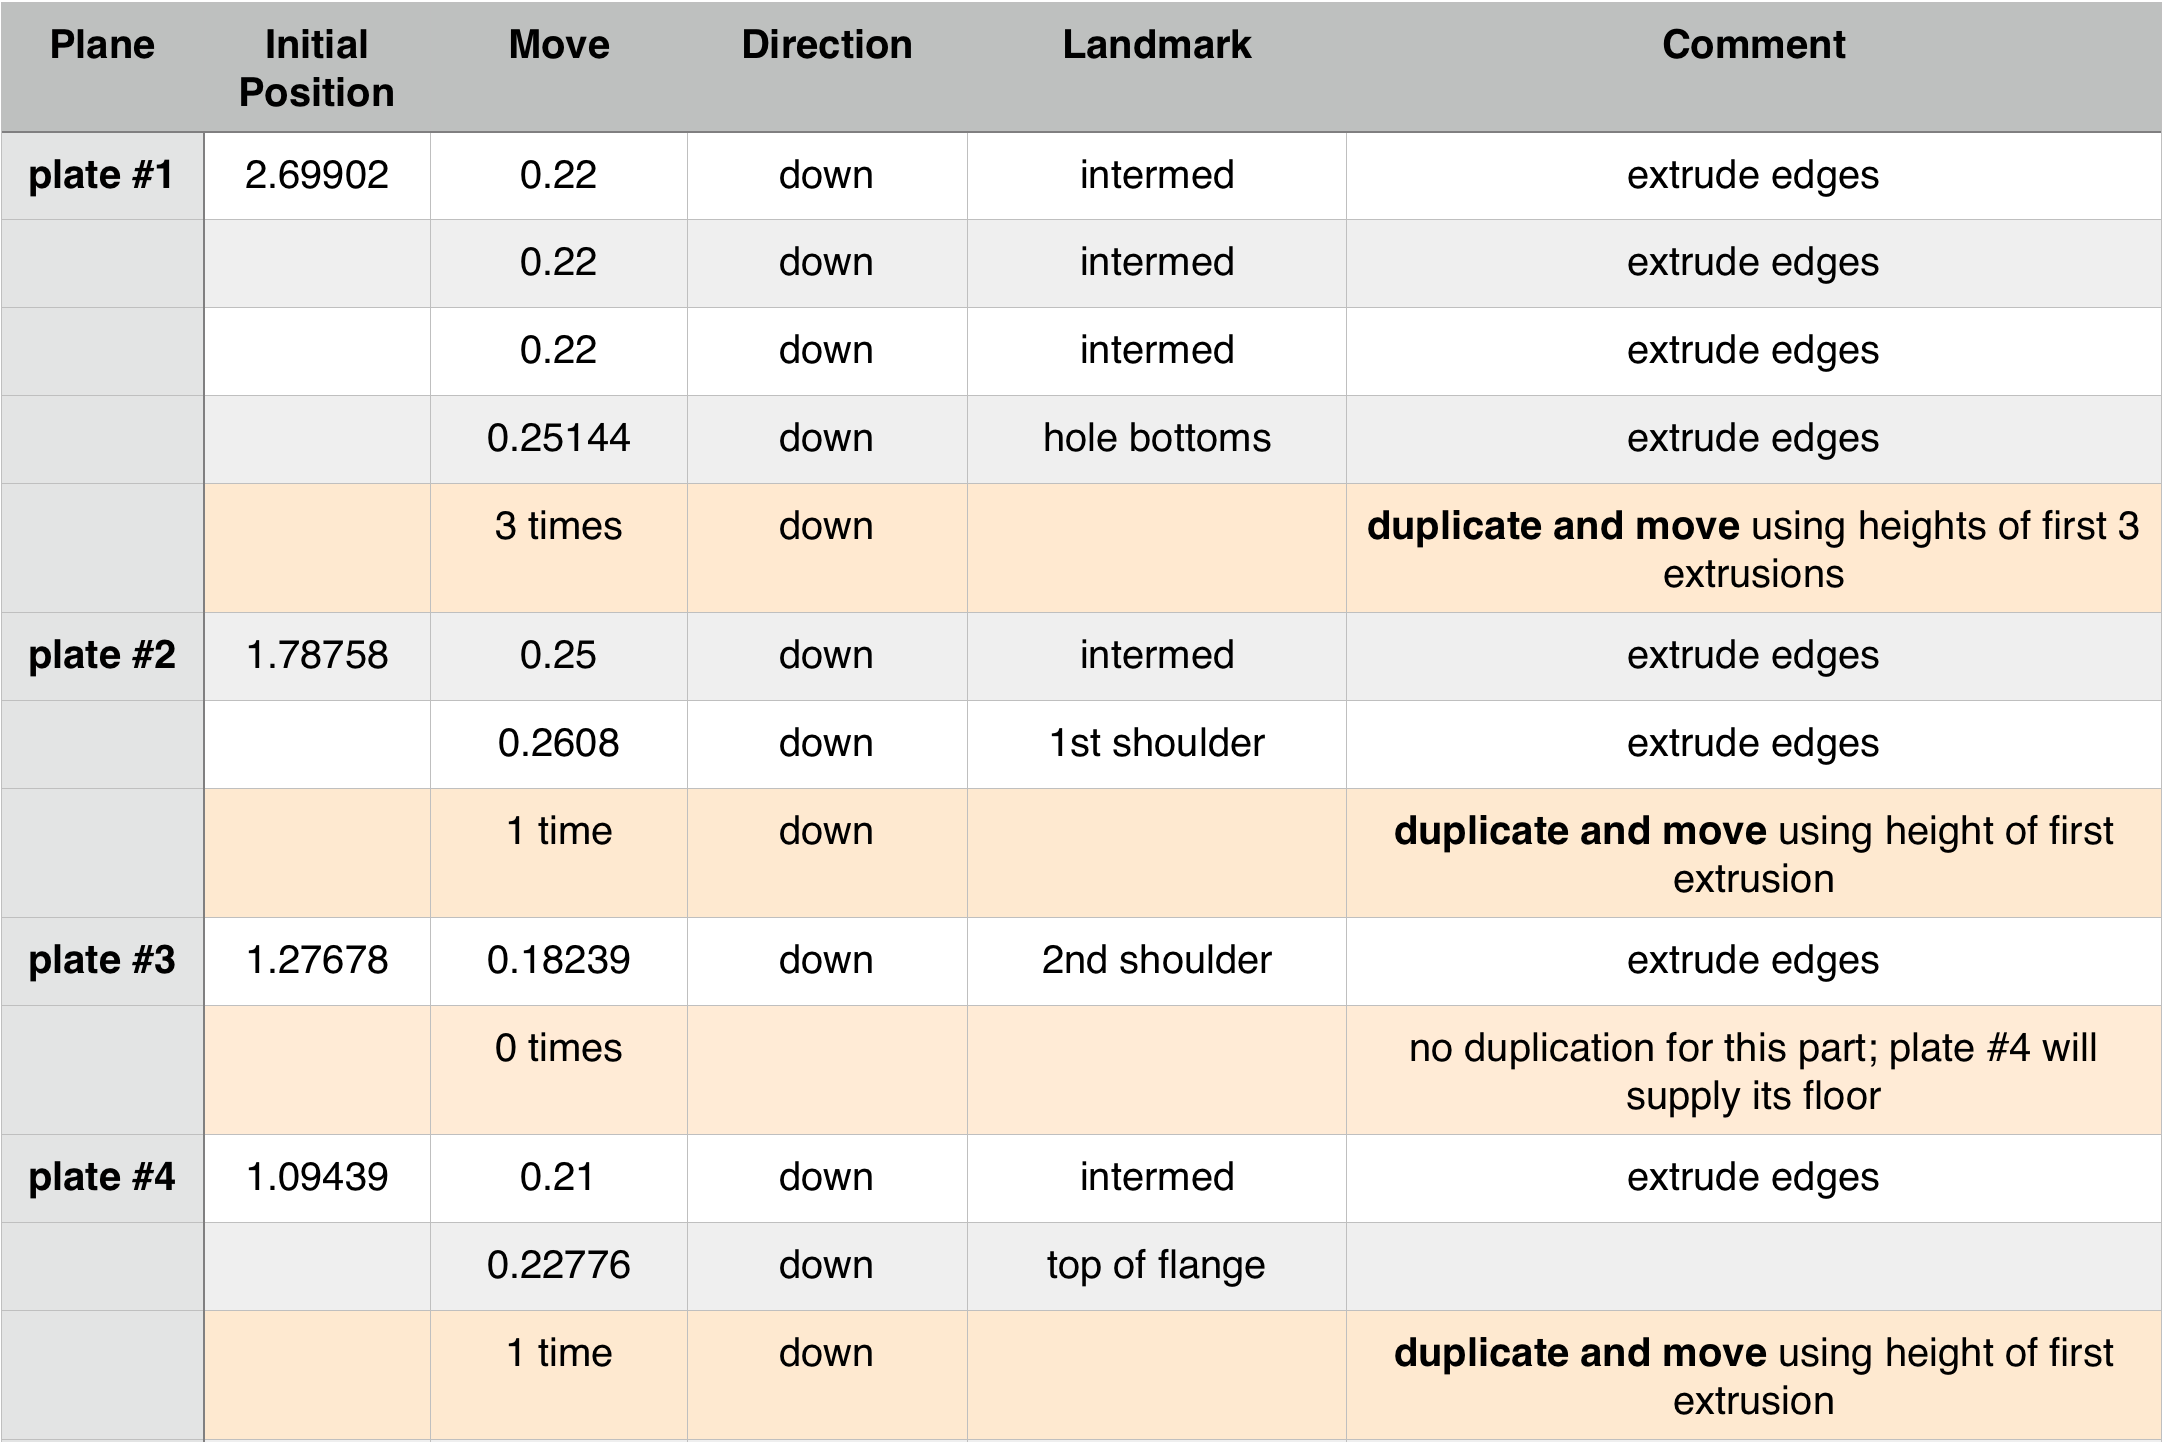 Plane Initial Position Move Direction Landmark Comment
plate #1 2.69902 0.22 down intermed extrude edges
0.22 down intermed extrude edges
0.22 down intermed extrude edges
0.25144 down hole bottoms extrude edges
3 times down duplicate and move using heights of first 3 extrusions
plate #2 1.78758 0.25 down intermed extrude edges
0.2608 down 1st shoulder extrude edges
1 time down duplicate and move using height of first extrusion
plate #3 1.27678 0.18239 down 2nd shoulder extrude edges
0 times no duplication for this part; plate #4 will supply its floor
plate #4 1.09439 0.21 down intermed extrude edges
0.22776 down top of flange
1 time down duplicate and move using height of first extrusion